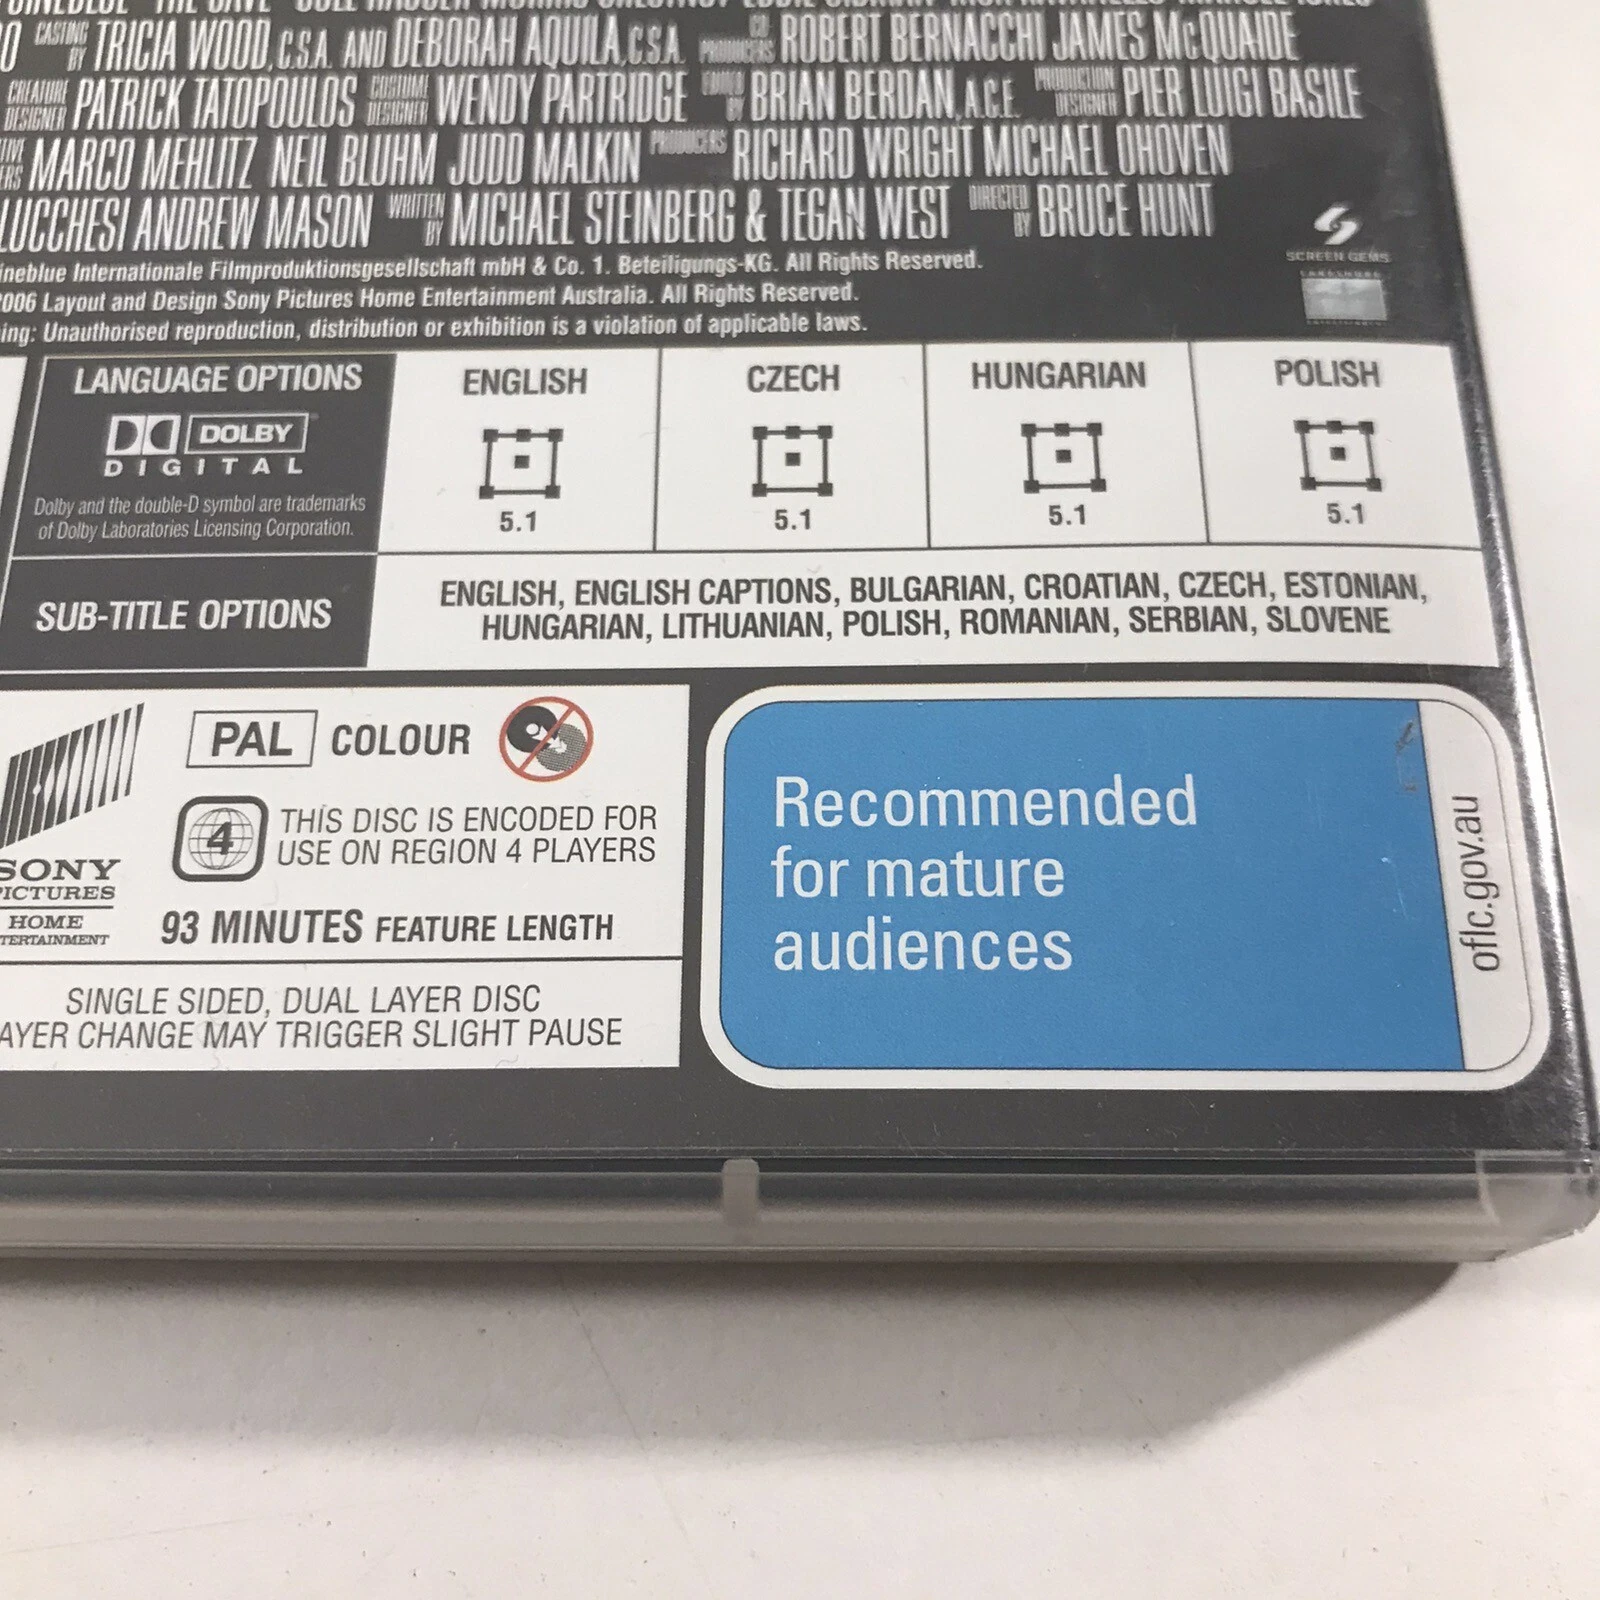 CASTING BY TRICIA WOOD, C.S.A. AND DEBORAH AQUILA, C.S.A. CO PRODUCERS ROBERT BERNACCHI JAMES McQUAIDE
CREATURE DESIGNER PATRICK TATOPOULOS COSTUME DESIGNER WENDY PARTRIDGE BY BRIAN BERDAN, A.C.E. PRODUCTION DESIGNER PIER LUIGI BASILE
MARCO MEHLITZ NEIL BLUHM JUDD MALKIN PRODUCERS RICHARD WRIGHT MICHAEL OHOVEN
LUCCHESI ANDREW MASON WRITTEN BY MICHAEL STEINBERG & TEGAN WEST DIRECTED BY BRUCE HUNT
ineblue Internationale Filmproduktionsgesellschaft mbH & Co. 1. Beteiligungs-KG. All Rights Reserved.
006 Layout and Design Sony Pictures Home Entertainment Australia. All Rights Reserved.
ing: Unauthorised reproduction, distribution or exhibition is a violation of applicable laws.
SCREEN GEMS
LAKESHORE
LANGUAGE OPTIONS
DOLBY
DIGITAL
Dolby and the double-D symbol are trademarks
of Dolby Laboratories Licensing Corporation.
ENGLISH
5.1
CZECH
5.1
HUNGARIAN
5.1
POLISH
5.1
SUB-TITLE OPTIONS
ENGLISH, ENGLISH CAPTIONS, BULGARIAN, CROATIAN, CZECH, ESTONIAN,
HUNGARIAN, LITHUANIAN, POLISH, ROMANIAN, SERBIAN, SLOVENE
SONY
PICTURES
HOME
TERTAINMENT
PAL COLOUR
4
THIS DISC IS ENCODED FOR
USE ON REGION 4 PLAYERS
93 MINUTES FEATURE LENGTH
SINGLE SIDED, DUAL LAYER DISC
AYER CHANGE MAY TRIGGER SLIGHT PAUSE
Recommended
for mature
audiences
oflc.gov.au